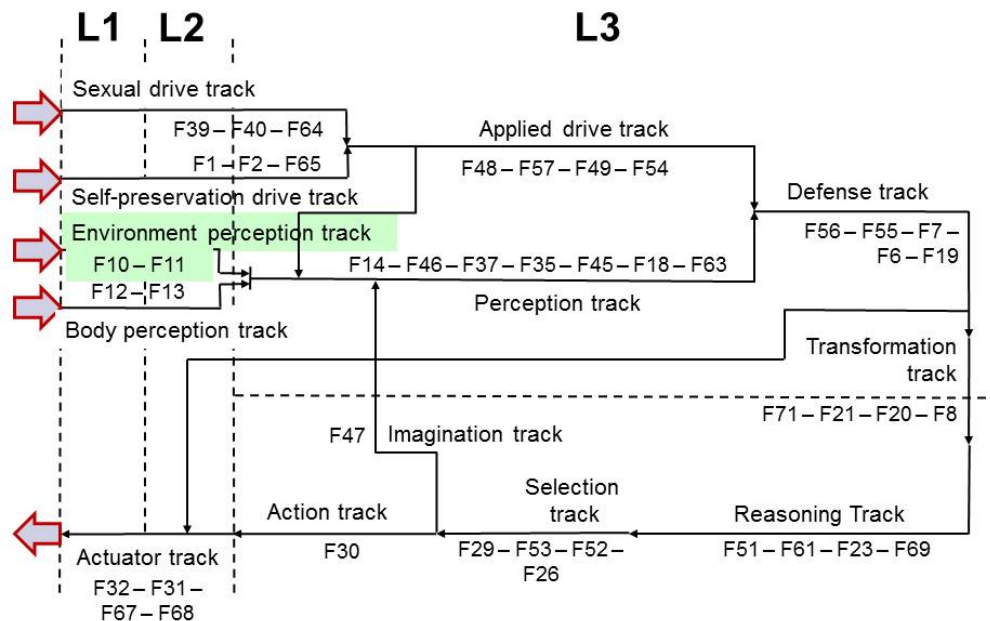 L1
L2
L3
Sexual drive track
F39 – F40 – F64
Applied drive track
F1 – F2 – F65
F48 – F57 – F49 – F54
Self-preservation drive track
Defense track
Environment perception track
F56 – F55 – F7 –
F6 – F19
F10 – F11
F14 – F46 – F37 – F35 – F45 – F18 – F63
F12 – F13
Perception track
Body perception track
Transformation
track
F71 – F21 – F20 – F8
F47
Imagination track
Selection
track
Action track
Reasoning Track
F30
F29 – F53 – F52 –
F26
F51 – F61 – F23 – F69
Actuator track
F32 – F31 –
F67 – F68